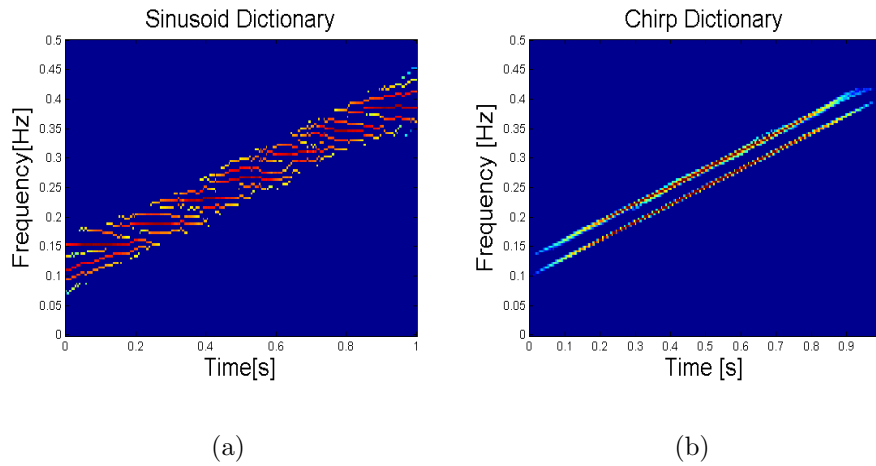 Sinusoid Dictionary
0.5
0.45
0.4
0.35
0.3
0.25
0.2
0.15
0.1
0.05
0
Frequency[Hz]
0 0.2 0.4 0.6 0.8 1
Time[s]
(a)
Chirp Dictionary
0.5
0.45
0.4
0.35
0.3
0.25
0.2
0.15
0.1
0.05
0
Frequency [Hz]
0 0.1 0.2 0.3 0.4 0.5 0.6 0.7 0.8 0.9
Time [s]
(b)